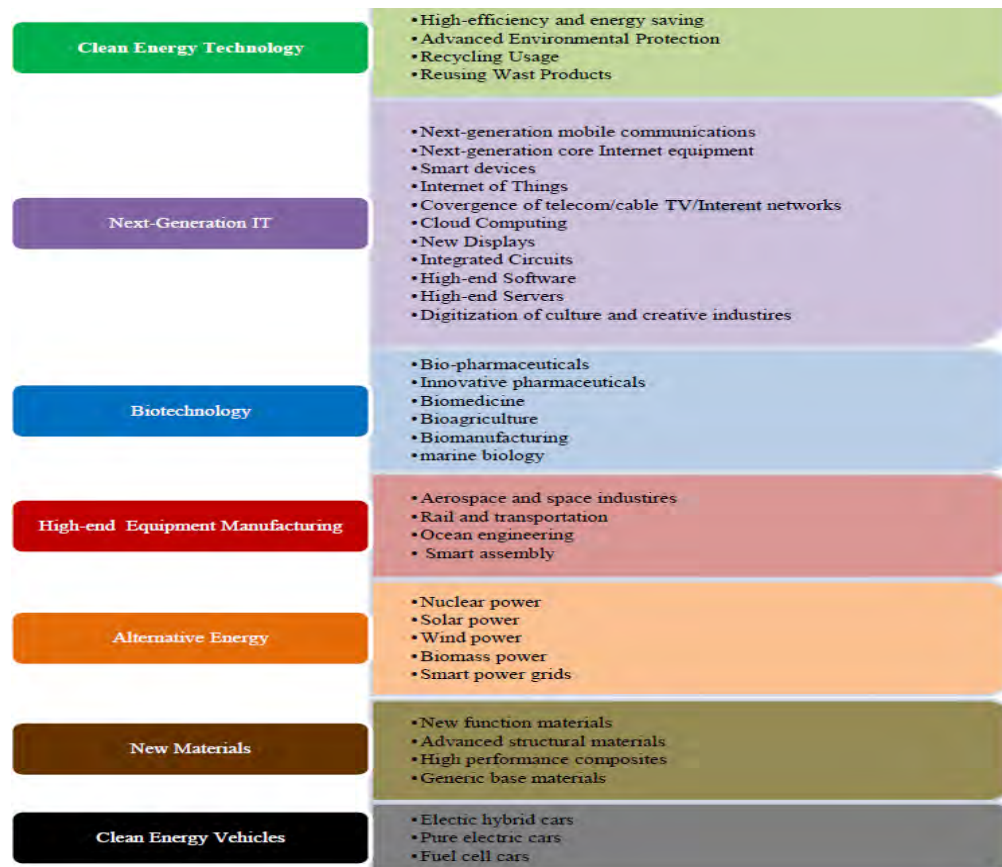 Clean Energy Technology
•High-efficiency and energy saving
•Advanced Environmental Protection
•Recycling Usage
•Reusing Wast Products
Next-Generation IT
•Next-generation mobile communications
•Next-generation core Internet equipment
•Smart devices
•Internet of Things
•Covergence of telecom/cable TV/Interent networks
•Cloud Computing
•New Displays
•Integrated Circuits
•High-end Software
•High-end Servers
•Digitization of culture and creative industires
Biotechnology
•Bio-pharmaceuticals
•Innovative pharmaceuticals
•Biomedicine
•Bioagriculture
•Biomanufacturing
•marine biology
High-end Equipment Manufacturing
•Aerospace and space industires
•Rail and transportation
•Ocean engineering
• Smart assembly
Alternative Energy
•Nuclear power
•Solar power
•Wind power
•Biomass power
•Smart power grids
New Materials
•New function materials
•Advanced structural materials
•High performance composites
•Generic base materials
Clean Energy Vehicles
•Electic hybrid cars
•Pure electric cars
•Fuel cell cars